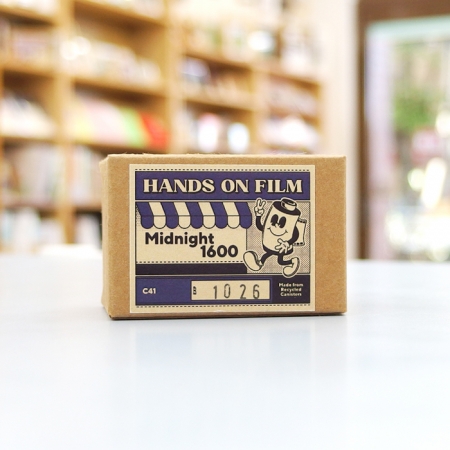 HANDS ON FILM
Midnight
1600
C41
1026
Made from
Recycled
Canisters